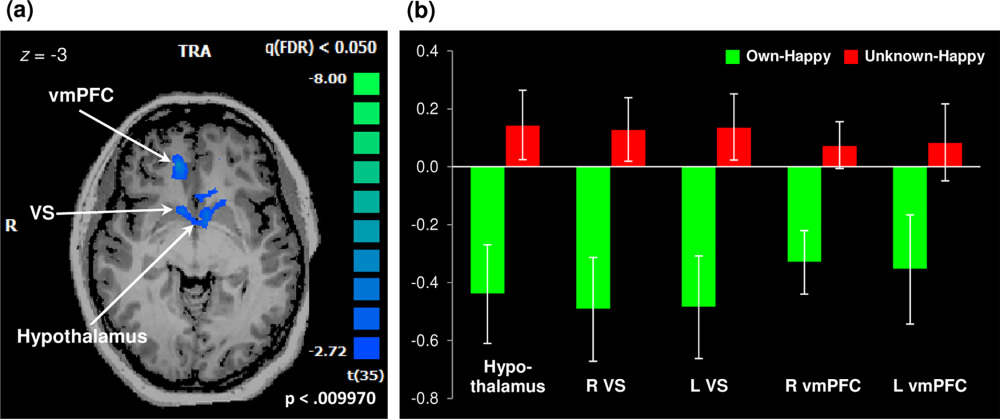 (a)
z = -3
TRA
q(FDR) < 0.050
-8.00
vmPFC
VS
R
Hypothalamus
-2.72
t(35)
p < .009970
(b)
Own-Happy
Unknown-Happy
0.4
0.2
0.0
-0.2
-0.4
-0.6
-0.8
Hypo-
thalamus
R VS
L VS
R vmPFC
L vmPFC